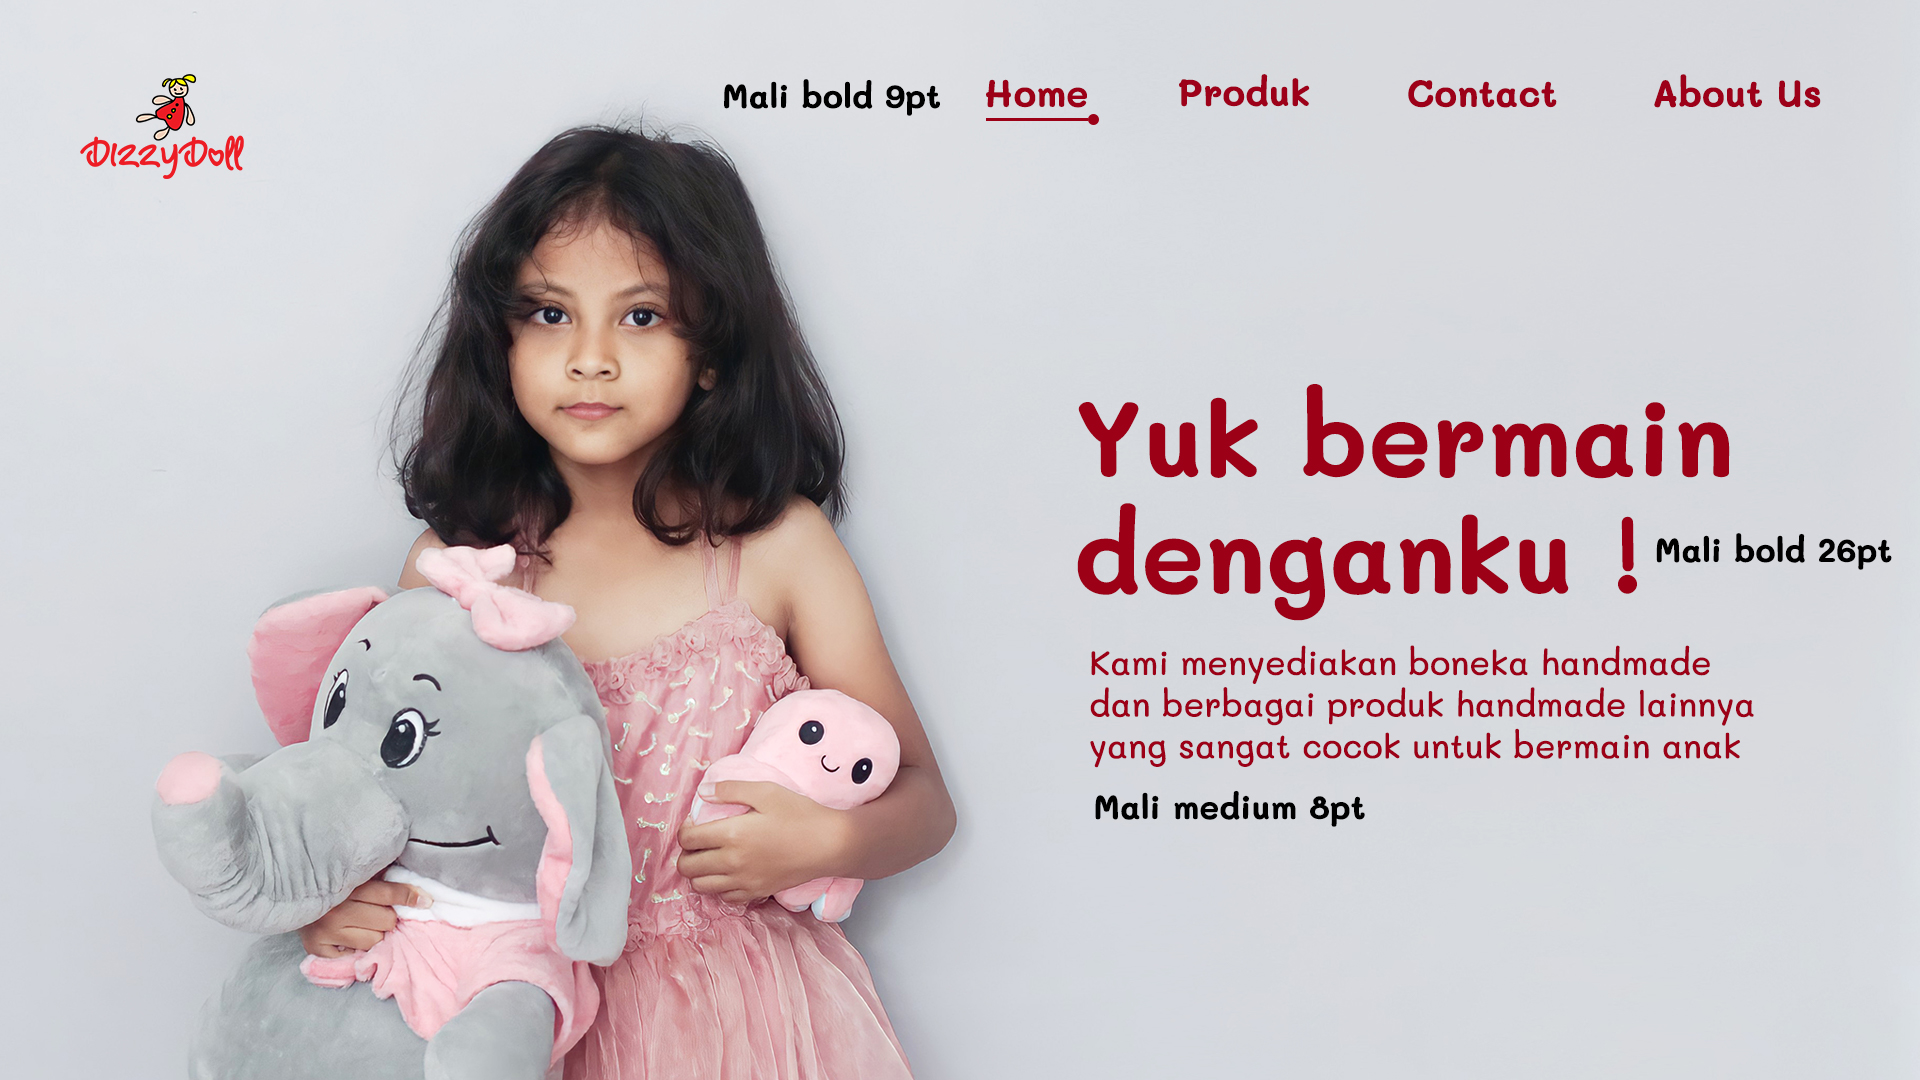 DizzyDoll
Mali bold 9pt Home Produk Contact About Us
Yuk bermain
denganku ! Mali bold 26pt
Kami menyediakan boneka handmade
dan berbagai produk handmade lainnya
yang sangat cocok untuk bermain anak
Mali medium 8pt